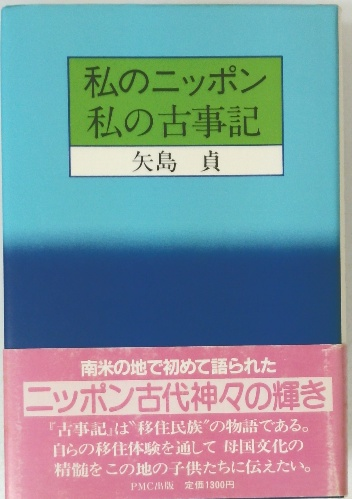 私のニッポン
私の古事記
矢島 貞
南米の地で初めて語られた
ニッポン古代神々の輝き
『古事記』は〝移住民族〟の物語である。
自らの移住体験を通して 母国文化の
精髄をこの地の子供たちに伝えたい。
PMC出版 定価1300円